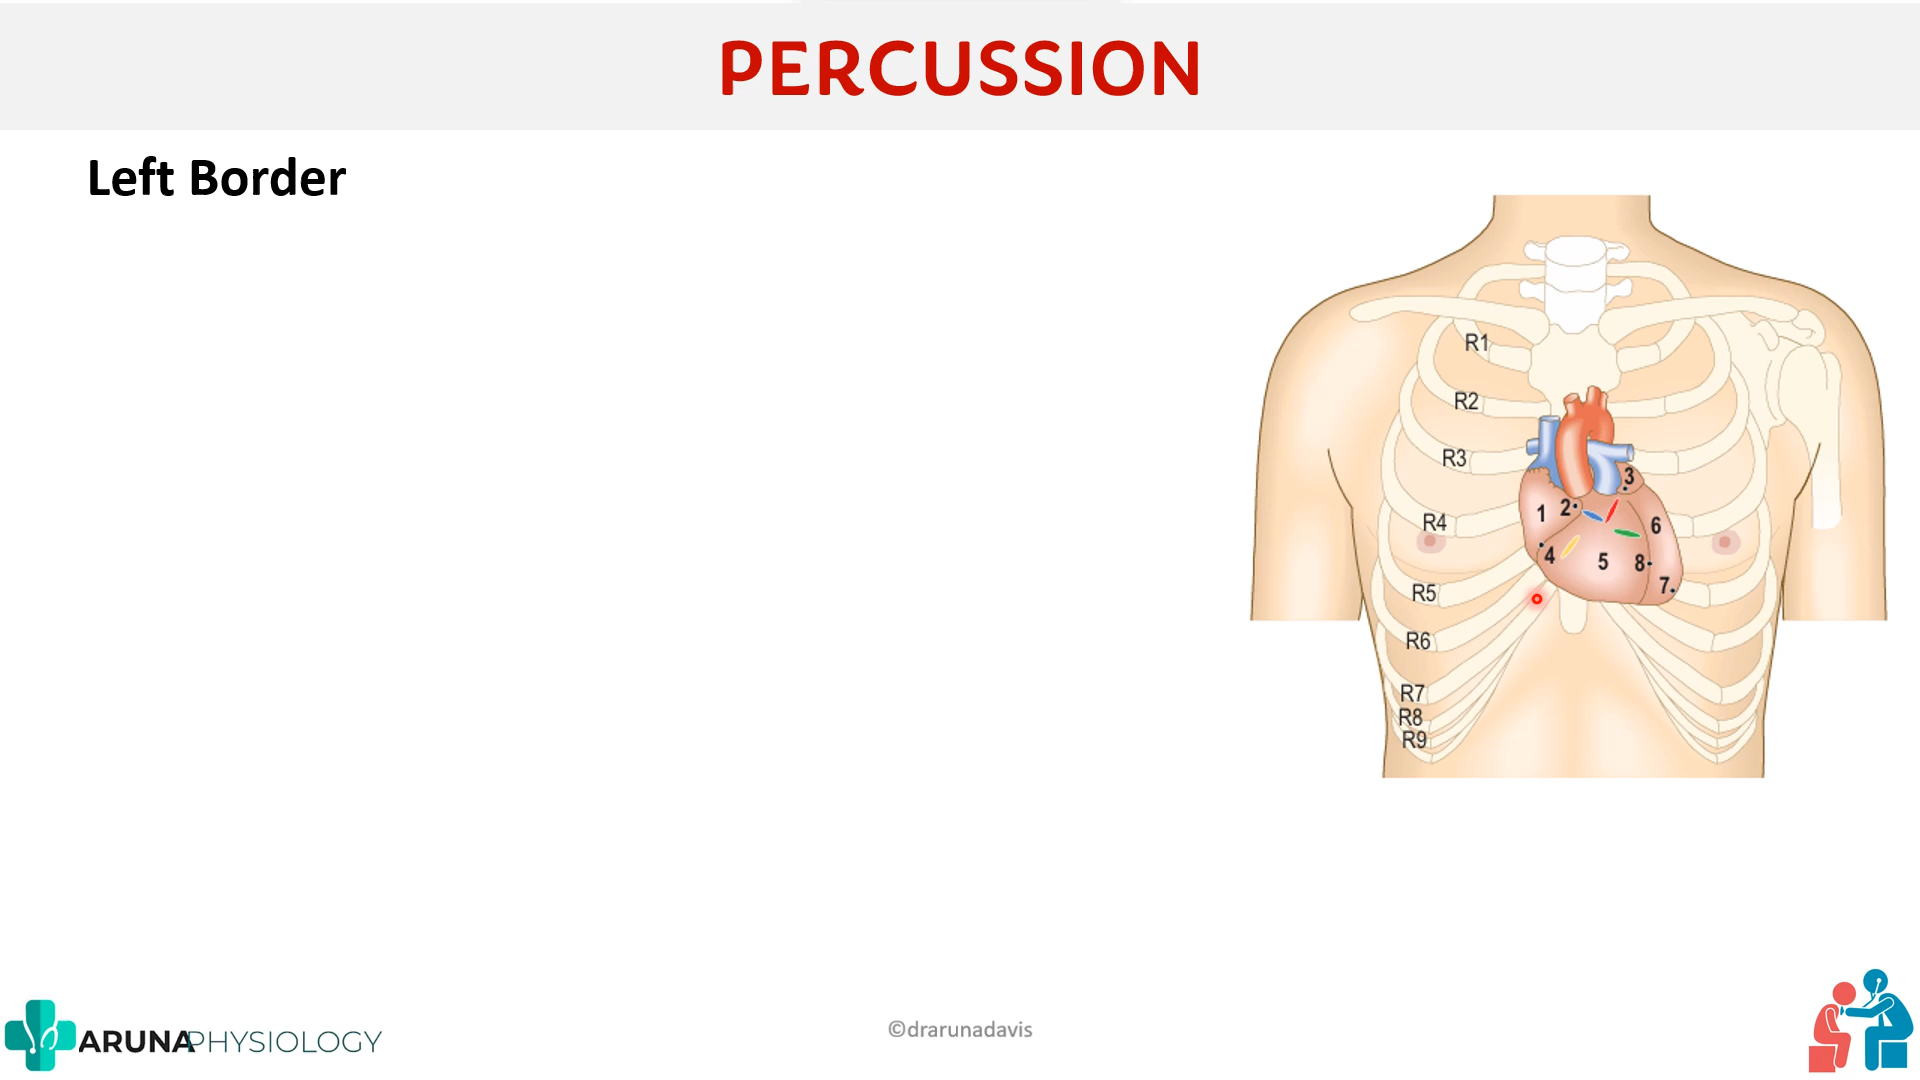 PERCUSSION
Left Border
R1
R2
R3
3
1
2
R4
6
4
5
8
7
R5
R6
R7
R8
R9
ARUNAPHYSIOLOGY
©drarunadavis